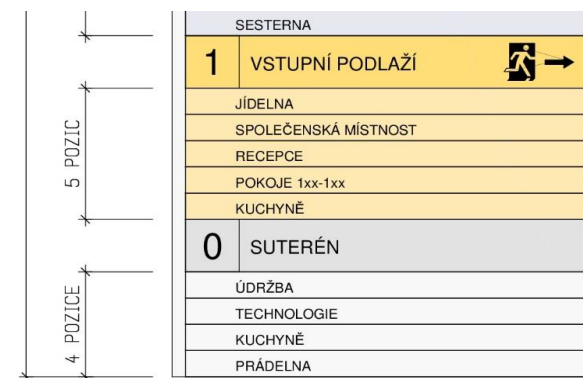 SESTERNA
1 VSTUPNÍ PODLAŽÍ
JÍDELNA
SPOLEČENSKÁ MÍSTNOST
RECEPCE
POKOJE 1xx-1xx
KUCHYNĚ
0 SUTERÉN
ÚDRŽBA
TECHNOLOGIE
KUCHYNĚ
PRÁDELNA
5 POZIC
4 POZICE